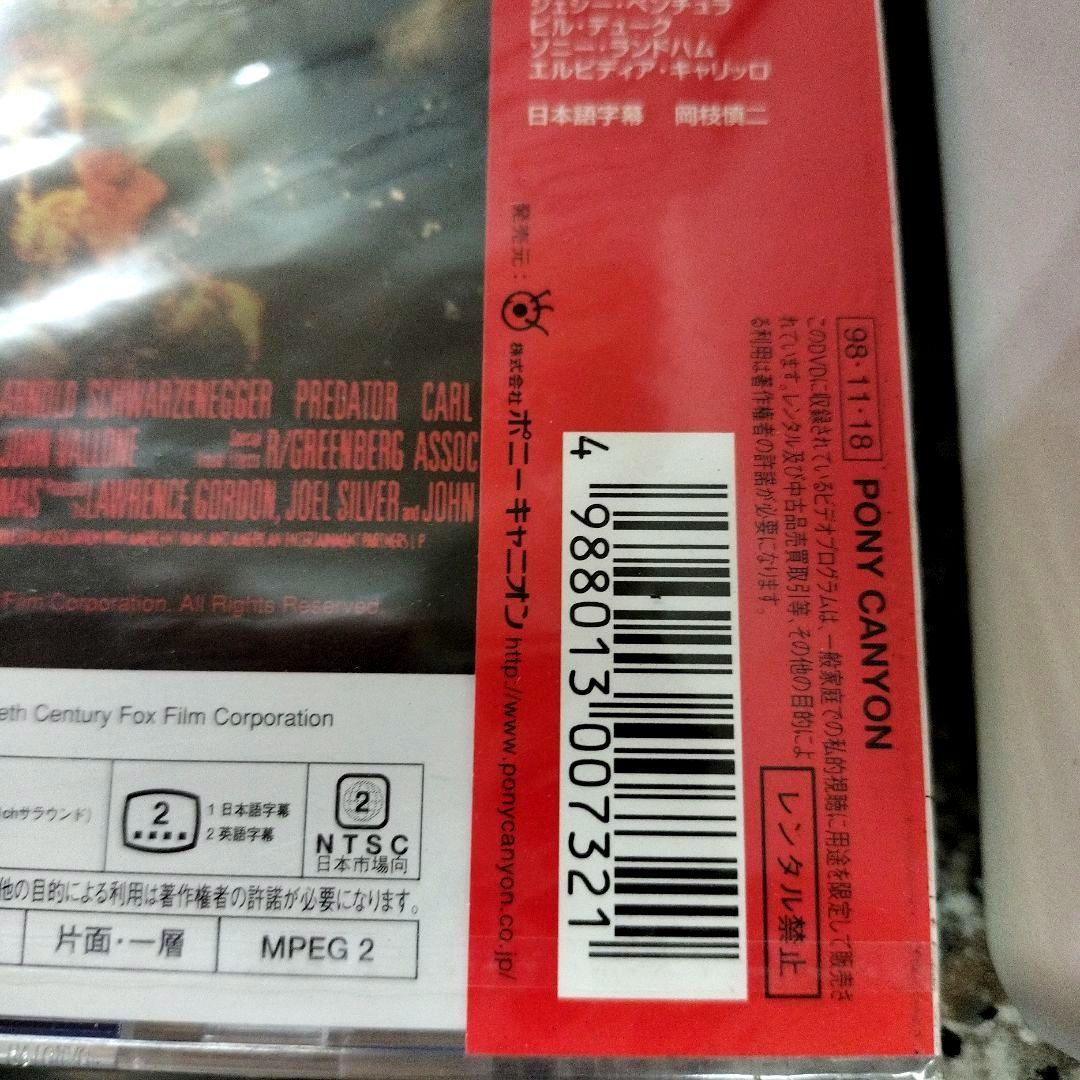 ジェシー・ベンチュラ
ビル・デューク
ソニー・ランドハム
エルピディア・キャリッロ
日本語字幕 岡枝慎二
発売元：
株式会社 ポニーキャニオン http://www.ponycanyon.co.jp/
ARNOLD SCHWARZENEGGER PREDATOR CARL
JOHN VALLONE R/GREENBERG ASSOC
LAWRENCE GORDON, JOEL SILVER and JOHN
Film Corporation. All Rights Reserved.
eth Century Fox Film Corporation
chサラウンド)
2
1 日本語字幕
2 英語字幕
2
NTSC
日本市場向
他の目的による利用は著作権者の許諾が必要になります。
片面・一層
MPEG 2
4 988013 007321
98・11・18 PONY CANYON
このDVDに収録されているビデオプログラムは、一般家庭での私的視聴に用途を限定して販売さ
れています。レンタル及び中古品売買取引等、その他の目的によ
る利用は著作権者の許諾が必要になります。
レンタル禁止